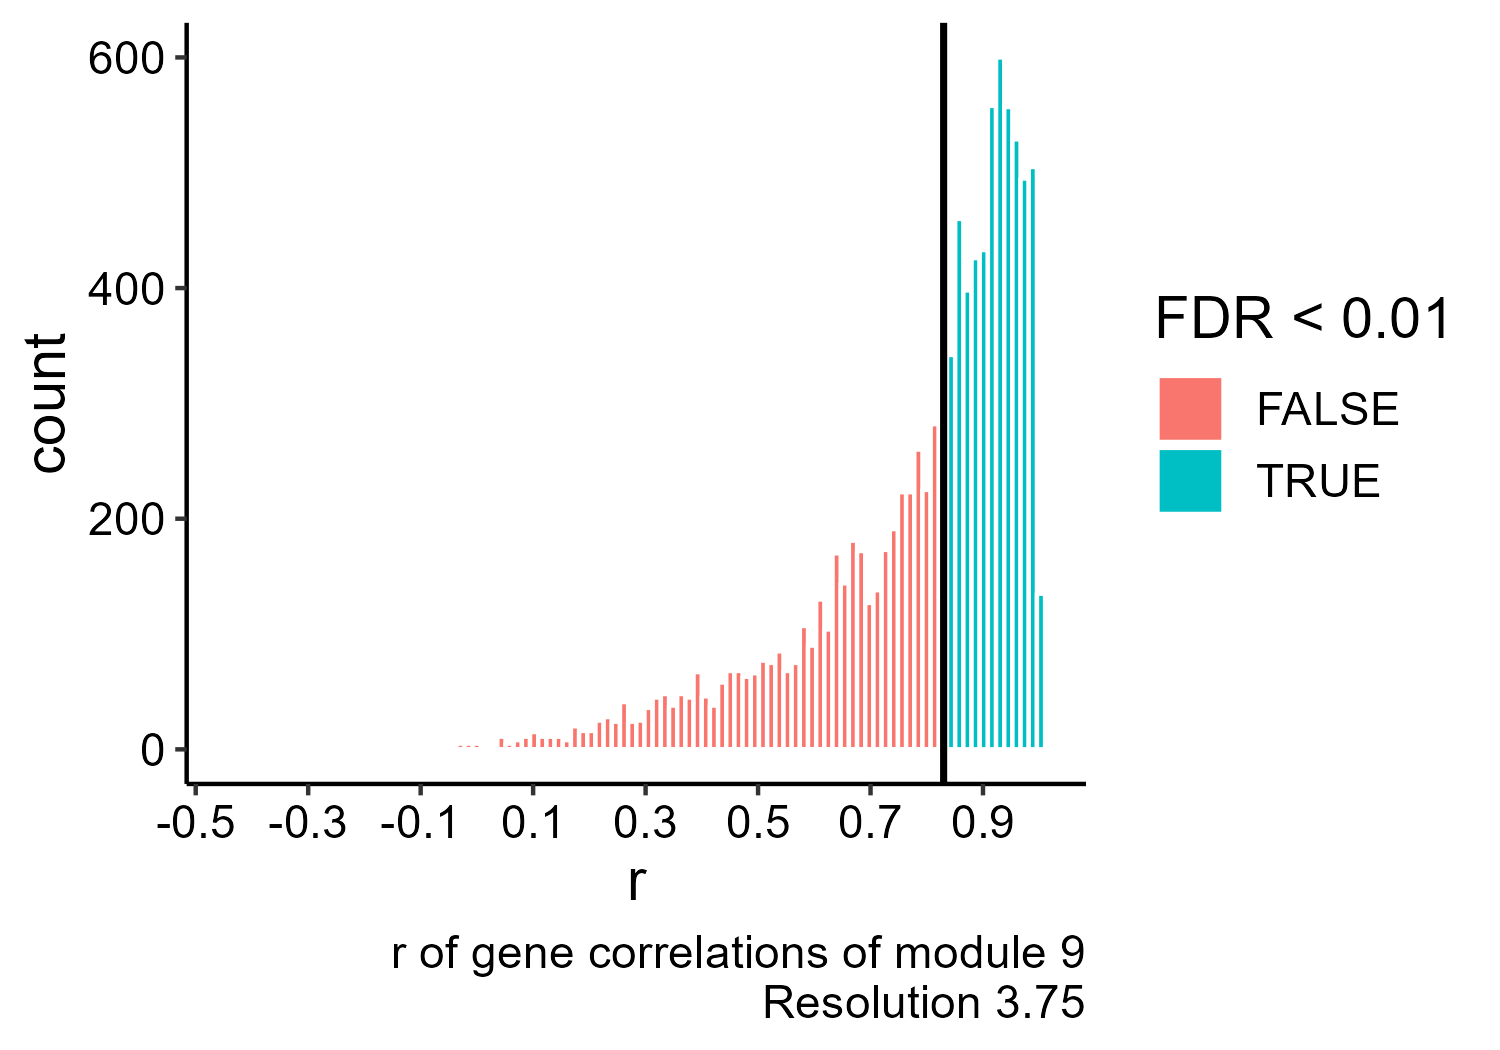 600
400
200
0
count
-0.5 -0.3 -0.1 0.1 0.3 0.5 0.7 0.9
r
r of gene correlations of module 9
Resolution 3.75
FDR < 0.01
FALSE
TRUE